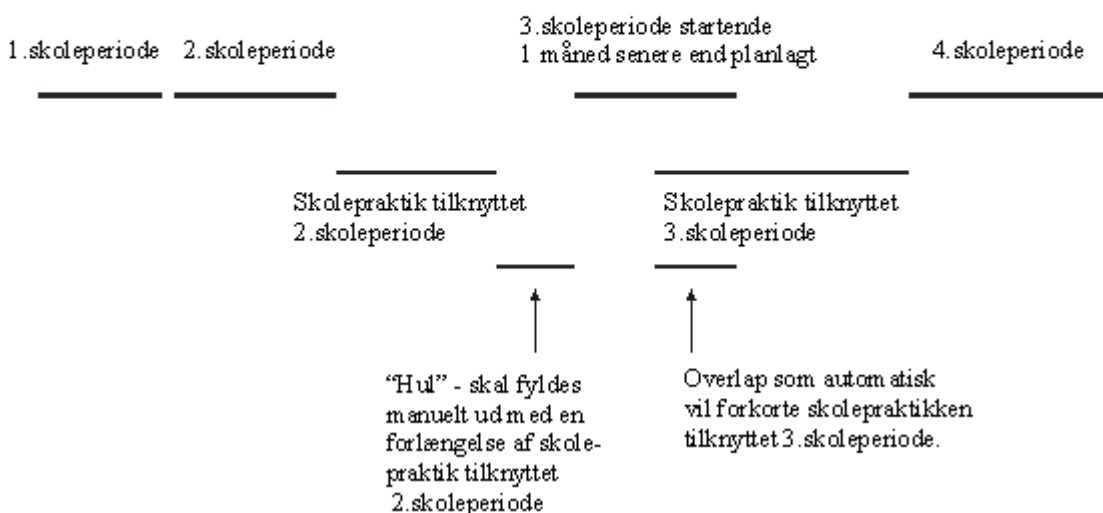 1.skoleperiode
2.skoleperiode
3.skoleperiode startende
1 måned senere end planlagt
4.skoleperiode
Skolepraktik tilknyttet
2.skoleperiode
Skolepraktik tilknyttet
3.skoleperiode
“Hul” - skal fyldes
manuelt ud med en
forlængelse af skole-
praktik tilknyttet
2.skoleperiode
Overlap som automatisk
vil forkorte skolepraktikken
tilknyttet 3.skoleperiode.